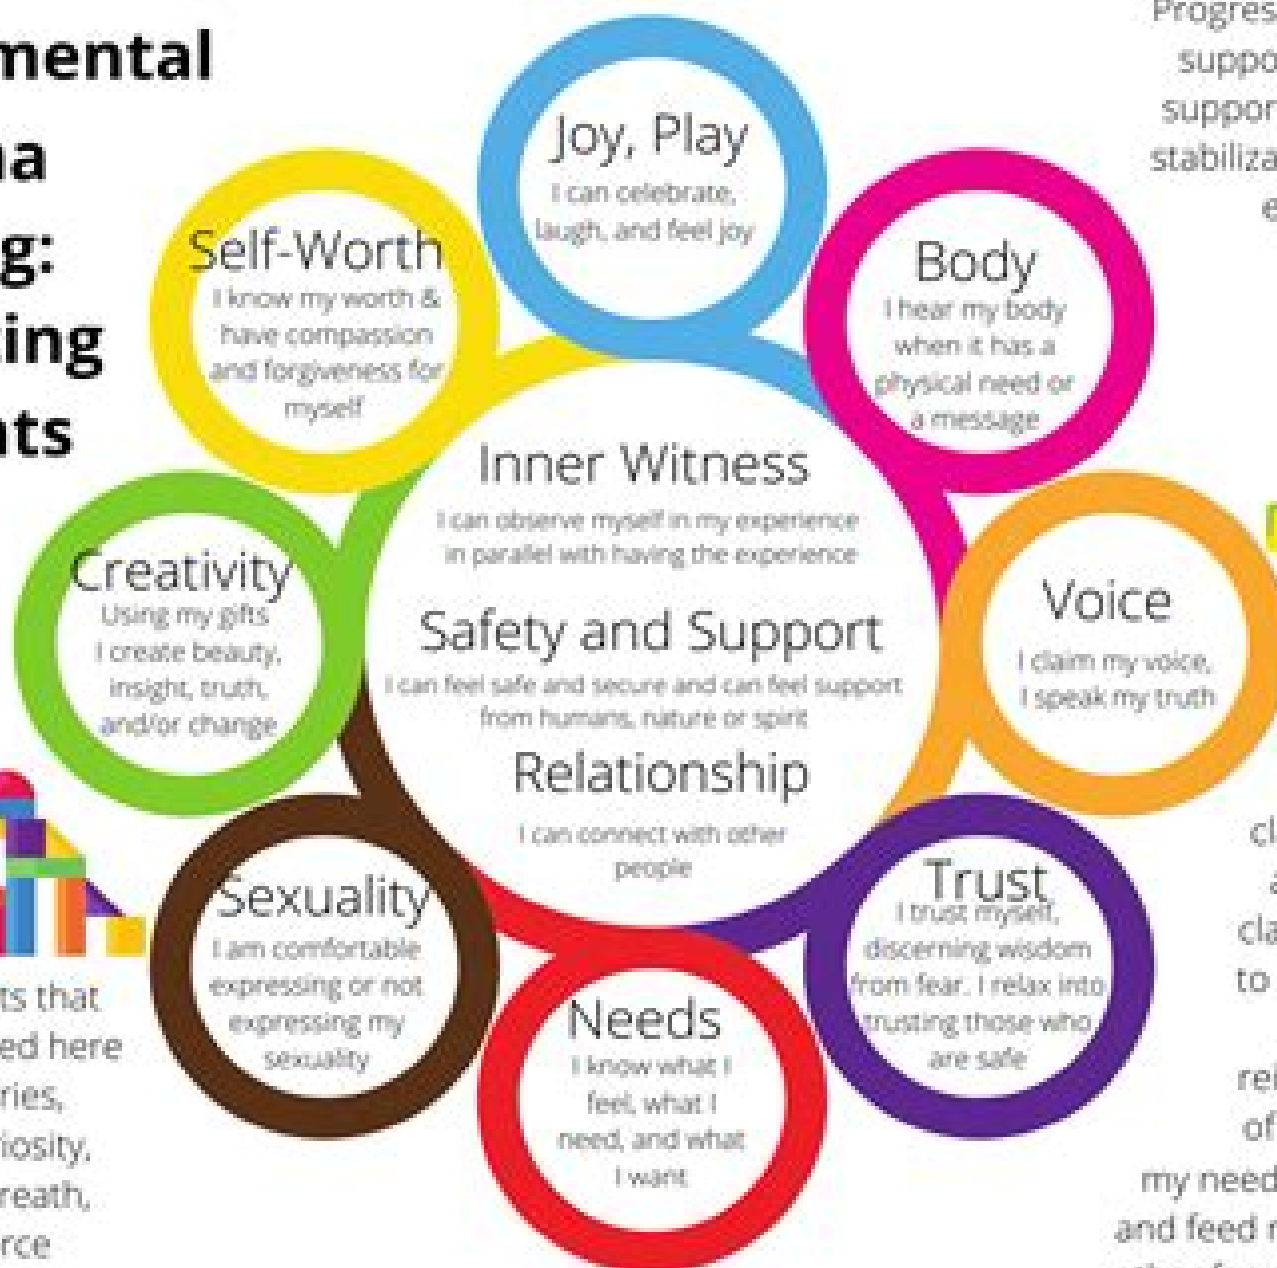 mental
na
g:
ing
nts
Progres
suppo
suppor
stabiliza
e
Joy, Play
I can celebrate,
laugh, and feel joy
Self-Worth
I know my worth &
have compassion
and forgiveness for
myself
Body
I hear my body
when it has a
physical need or
a message
Inner Witness
I can observe myself in my experience
in parallel with having the experience
Safety and Support
I can feel safe and secure and can feel support
from humans, nature or spirit
Relationship
I can connect with other
people
Creativity
Using my gifts
I create beauty,
insight, truth,
and/or change
Voice
I claim my voice,
I speak my truth
Sexuality
I am comfortable
expressing or not
expressing my
sexuality
Trust
I trust myself,
discerning wisdom
from fear. I relax into
trusting those who
are safe
Needs
I know what I
feel, what I
need, and what
I want
ts that
ed here
ries,
iosity,
reath,
rce
cl
a
cla
to
rei
of
my need
and feed r